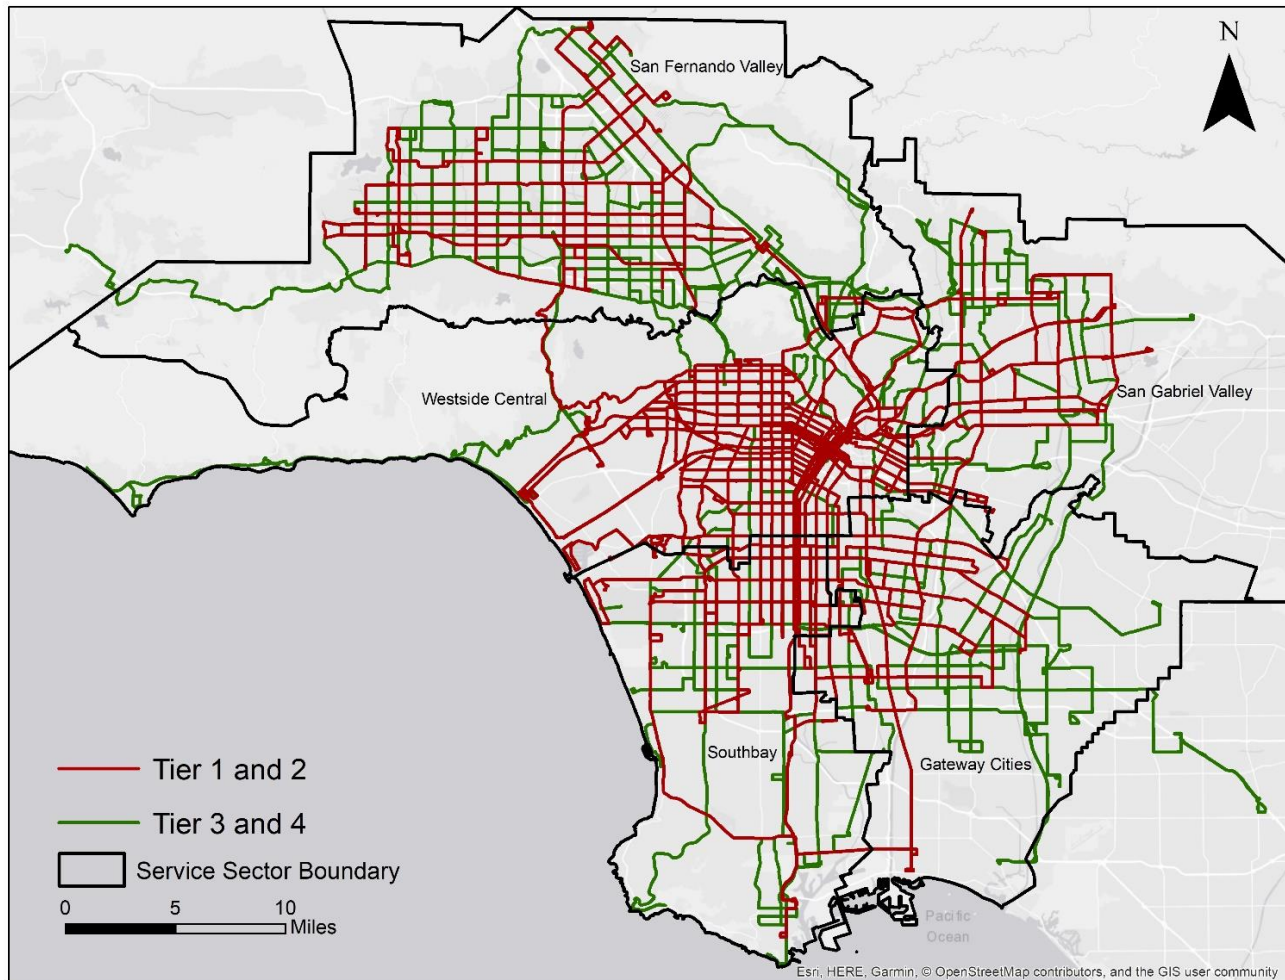 N
San Fernando Valley
Westside Central
San Gabriel Valley
Southbay
Gateway Cities
Tier 1 and 2
Tier 3 and 4
Service Sector Boundary
0 5 10
Miles
Pacific
Ocean
Esri, HERE, Garmin, © OpenStreetMap contributors, and the GIS user community